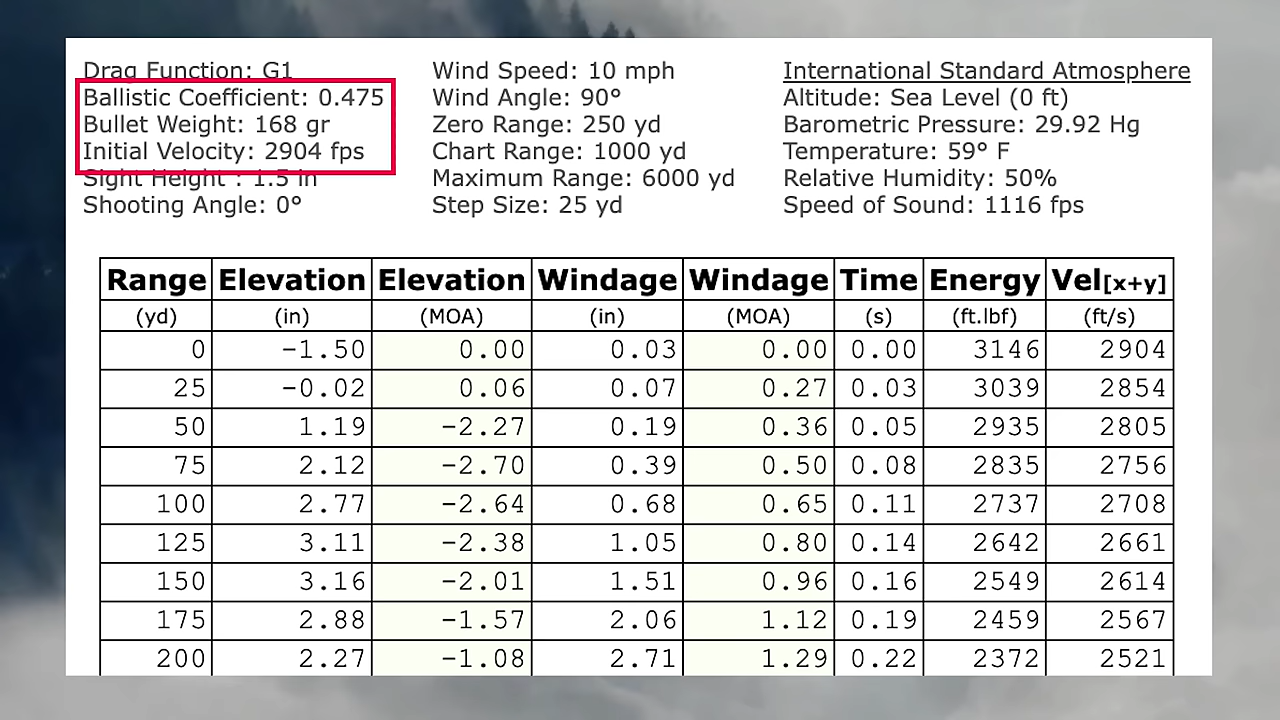 Drag Function: G1
Ballistic Coefficient: 0.475
Bullet Weight: 168 gr
Initial Velocity: 2904 fps
Sight Height : 1.5 in
Shooting Angle: 0°
Wind Speed: 10 mph
Wind Angle: 90°
Zero Range: 250 yd
Chart Range: 1000 yd
Maximum Range: 6000 yd
Step Size: 25 yd
International Standard Atmosphere
Altitude: Sea Level (0 ft)
Barometric Pressure: 29.92 Hg
Temperature: 59° F
Relative Humidity: 50%
Speed of Sound: 1116 fps
Range Elevation Elevation Windage Windage Time Energy Vel[x+y]
(yd) (in) (MOA) (in) (MOA) (s) (ft.lbf) (ft/s)
0 -1.50 0.00 0.03 0.00 0.00 3146 2904
25 -0.02 0.06 0.07 0.27 0.03 3039 2854
50 1.19 -2.27 0.19 0.36 0.05 2935 2805
75 2.12 -2.70 0.39 0.50 0.08 2835 2756
100 2.77 -2.64 0.68 0.65 0.11 2737 2708
125 3.11 -2.38 1.05 0.80 0.14 2642 2661
150 3.16 -2.01 1.51 0.96 0.16 2549 2614
175 2.88 -1.57 2.06 1.12 0.19 2459 2567
200 2.27 -1.08 2.71 1.29 0.22 2372 2521